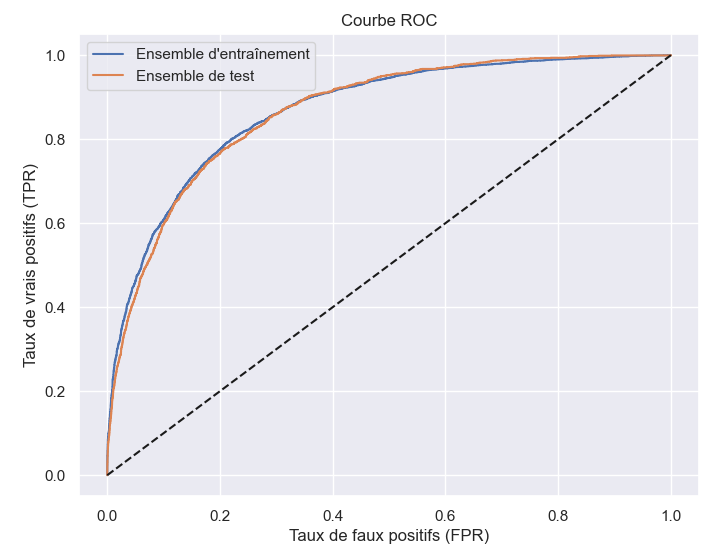 Courbe ROC
Ensemble d'entraînement
Ensemble de test
Taux de vrais positifs (TPR)
1.0
0.8
0.6
0.4
0.2
0.0
0.0 0.2 0.4 0.6 0.8 1.0
Taux de faux positifs (FPR)